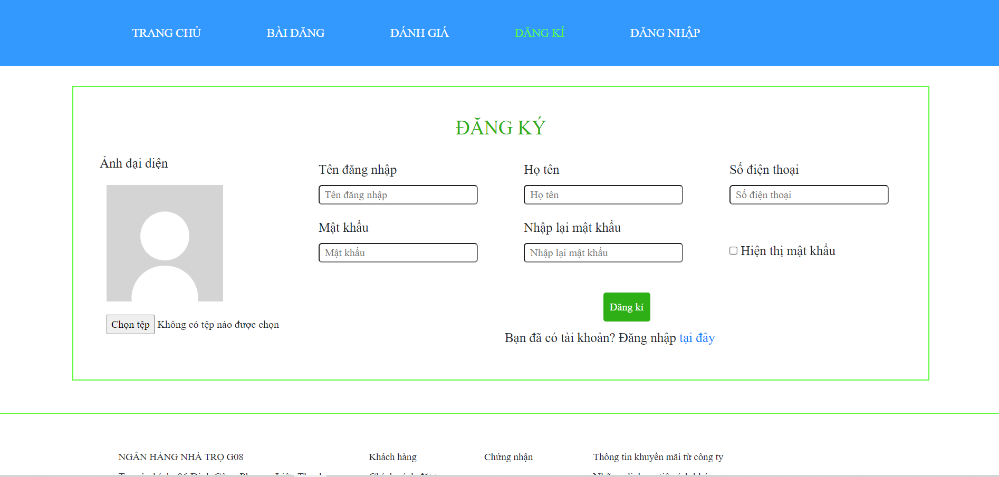 TRANG CHỦ BÀI ĐĂNG ĐÁNH GIÁ ĐĂNG KÍ ĐĂNG NHẬP
ĐĂNG KÝ
Ảnh đại diện
Tên đăng nhập Họ tên Số điện thoại
Tên đăng nhập Họ tên Số điện thoại
Mật khẩu Nhập lại mật khẩu
Mật khẩu Nhập lại mật khẩu Hiện thị mật khẩu
Đăng kí
Chọn tệp Không có tệp nào được chọn
Bạn đã có tài khoản? Đăng nhập tại đây
NGÂN HÀNG NHÀ TRỌ G08 Khách hàng Chứng nhận Thông tin khuyến mãi từ công ty